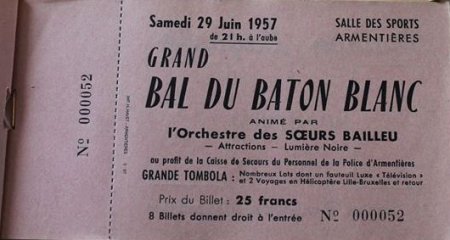 Samedi 29 Juin 1957
de 21 h. à l'aube
SALLE DES SPORTS
ARMENTIÈRES
GRAND
BAL DU BATON BLANC
ANIMÉ PAR
l'Orchestre des SŒURS BAILLEU
— Attractions - Lumière Noire —
au profit de la Caisse de Secours du Personnel de la Police d'Armentières
GRANDE TOMBOLA : Nombreux Lots dont un fauteuil Luxe « Télévision »
et 2 Voyages en Hélicoptère Lille-Bruxelles et retour
Prix du Billet : 25 francs
8 Billets donnent droit à l'entrée
Nº 000052
Nº 000052